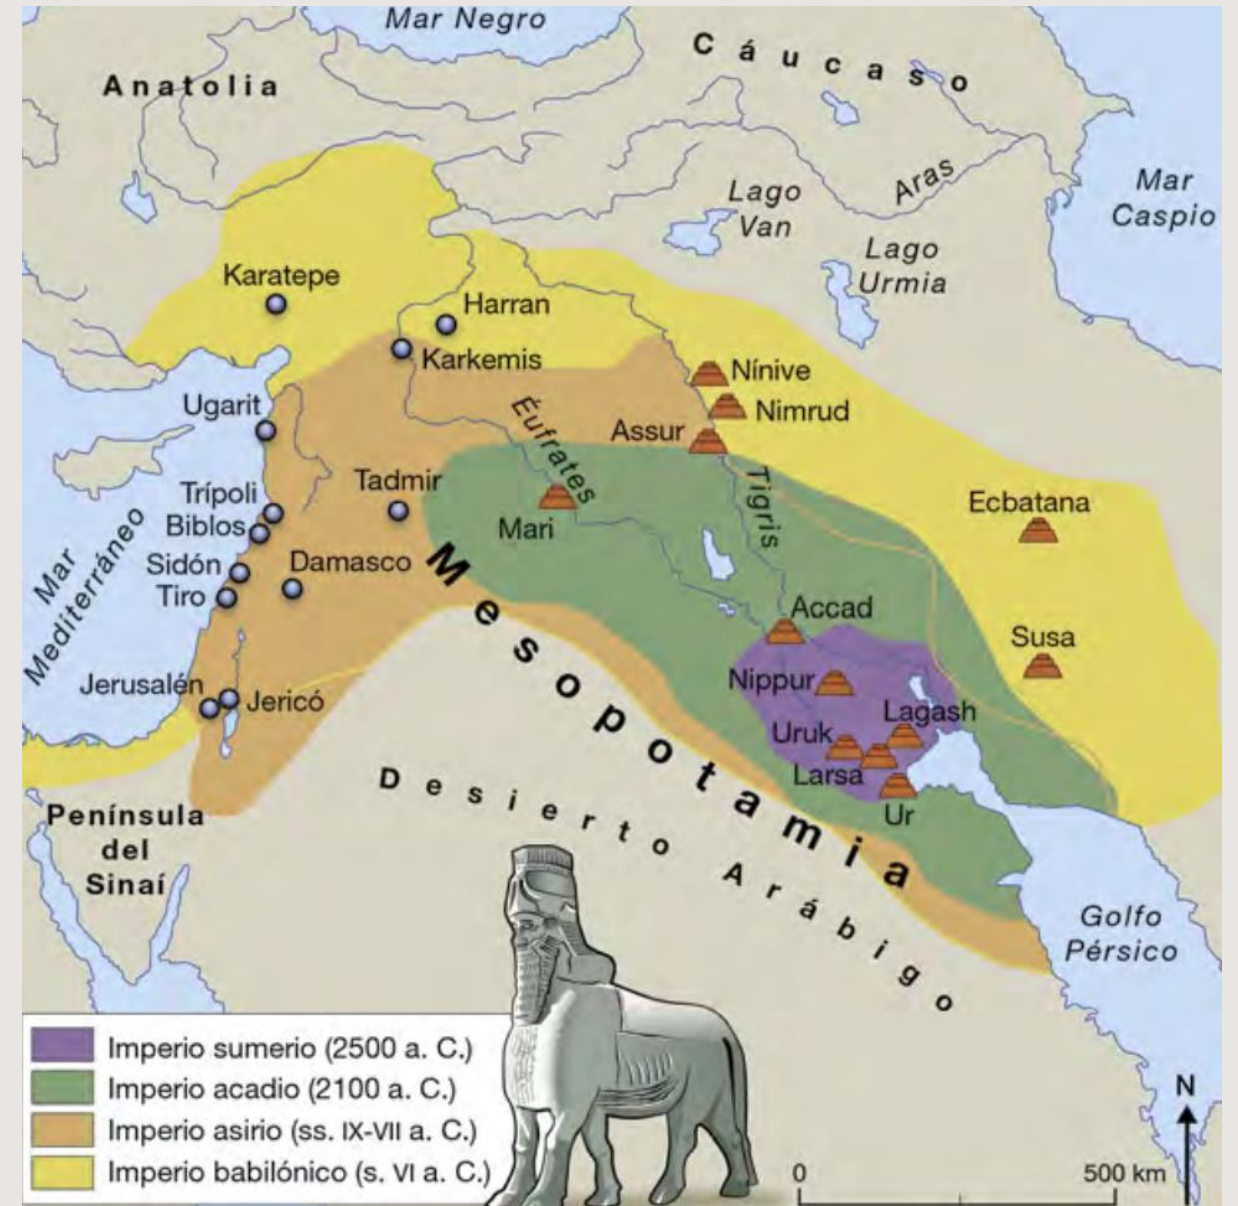 Mar Negro
Cáucaso
Anatolia
Mar
Caspio
Aras
Lago
Van
Lago
Urmia
Karatepe
Harran
Karkemis
Nínive
Nimrud
Assur
Ugarit
Éufrates
Tigris
Tadmir
Trípoli
Biblos
Mari
Ecbatana
Sidón
Damasco
Tiro
Mar
Mediterráneo
Mesopotamia
Accad
Susa
Nippur
Jerusalén
Jericó
Lagash
Uruk
Larsa
Ur
Desierto Arábigo
Península
del
Sinaí
Golfo
Pérsico
Imperio sumerio (2500 a. C.)
Imperio acadio (2100 a. C.)
Imperio asirio (ss. IX-VII a. C.)
Imperio babilónico (s. VI a. C.)
N
0
500 km